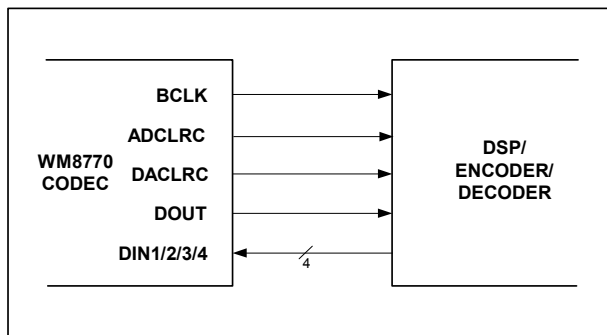 BCLK
ADCLRC
WM8770
CODEC
DACLRC
DOUT
DIN1/2/3/4
4
DSP/
ENCODER/
DECODER